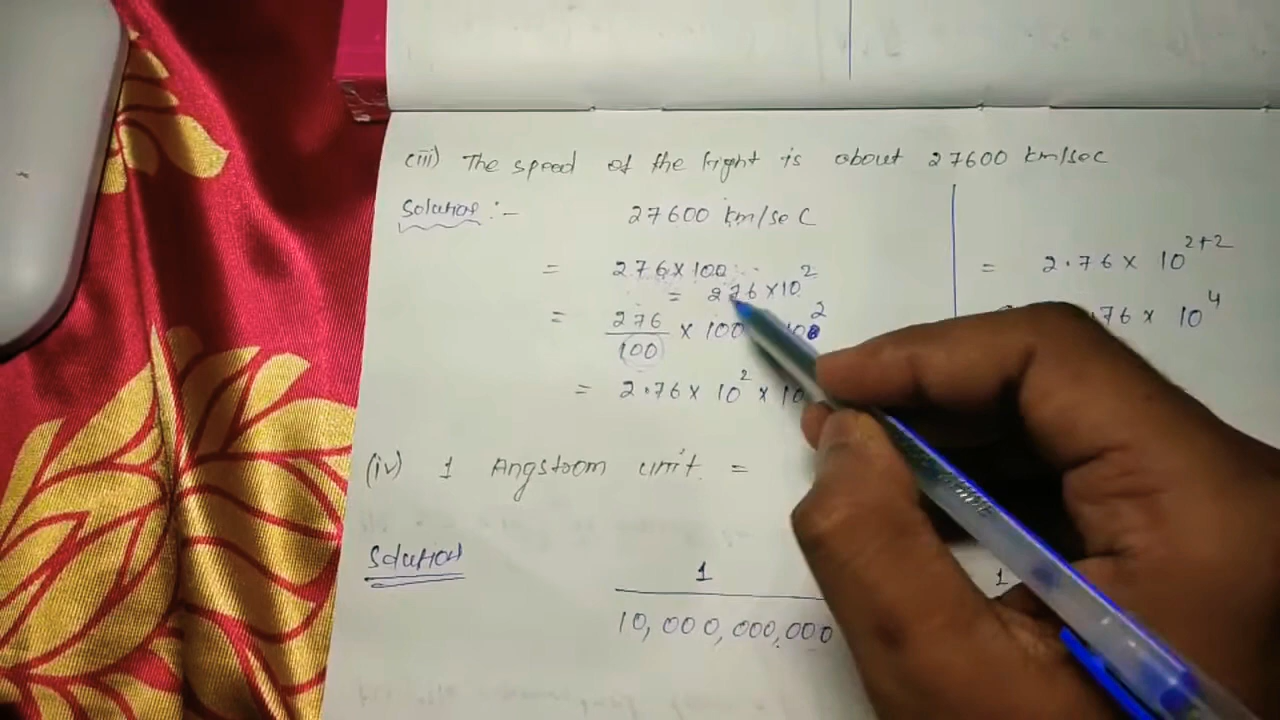 (iii) The speed of the light is about 27600 km/sec
Solution :- 27600 km/sec
= 276 x 100
= 276 x 10²
= 276/100 x 100 10²
= 2.76 x 10² x 10
= 2.76 x 10²⁺²
.76 x 10⁴
(iv) 1 Angstrom unit =
Solution
1
10,000,000,000
1